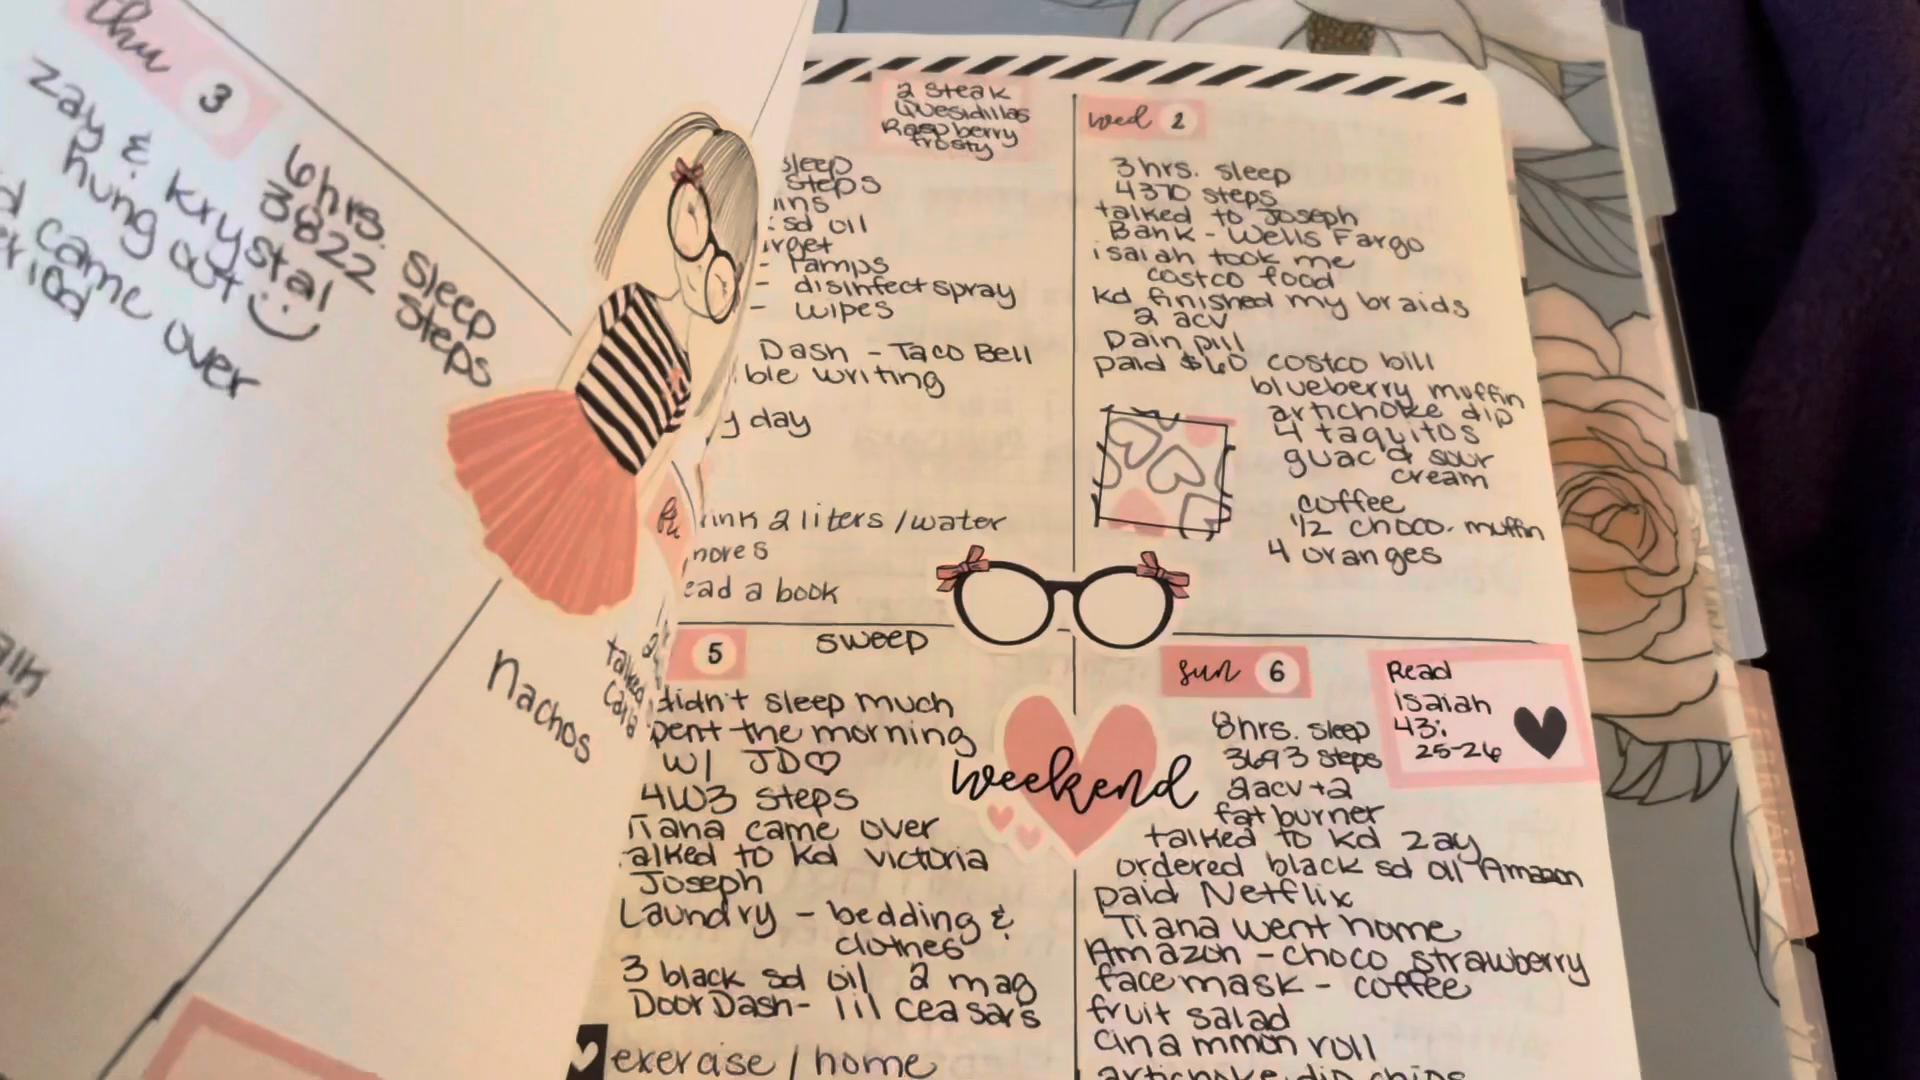 thu 3
6hrs. sleep
3822 steps
Zay & Krystal
hung out
came over
Nachos
2 steak
Quesidillas
Raspberry
frosty
sleep
steps
sd oil
- ramps
- disinfect spray
- wipes
Dash - Taco Bell
writing
day
2 liters / water
a book
sweep
wed 2
3 hrs. sleep
4370 steps
talked to Joseph
Bank - Wells Fargo
isaiah took me
costco food
kd finished my braids
2 acv
Pain pill
paid $60 costco bill
blueberry muffin
artichoke dip
4 taquitos
guac & sour
cream
coffee
1/2 choco. muffin
4 oranges
5
didn't sleep much
the morning
w/ JD♡
steps
Tiana came over
to kd victoria
Joseph
Laundry - bedding &
clothes
3 black sd oil 2 mag
DoorDash - lil ceasars
exercise / home
weekend
sun 6
Read
Isaiah
43:
25-26
8hrs. sleep
3693 steps
2acv +2
fat burner
talked to kd zay
ordered black sd oil Amazon
paid Netflix
Tiana went home
Amazon - choco strawberry
face mask - coffee
fruit salad
cinammon roll
artichoke dip chips